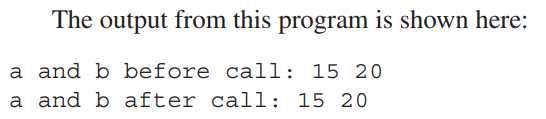 The output from this program is shown here:
a and b before call: 15 20
a and b after call: 15 20